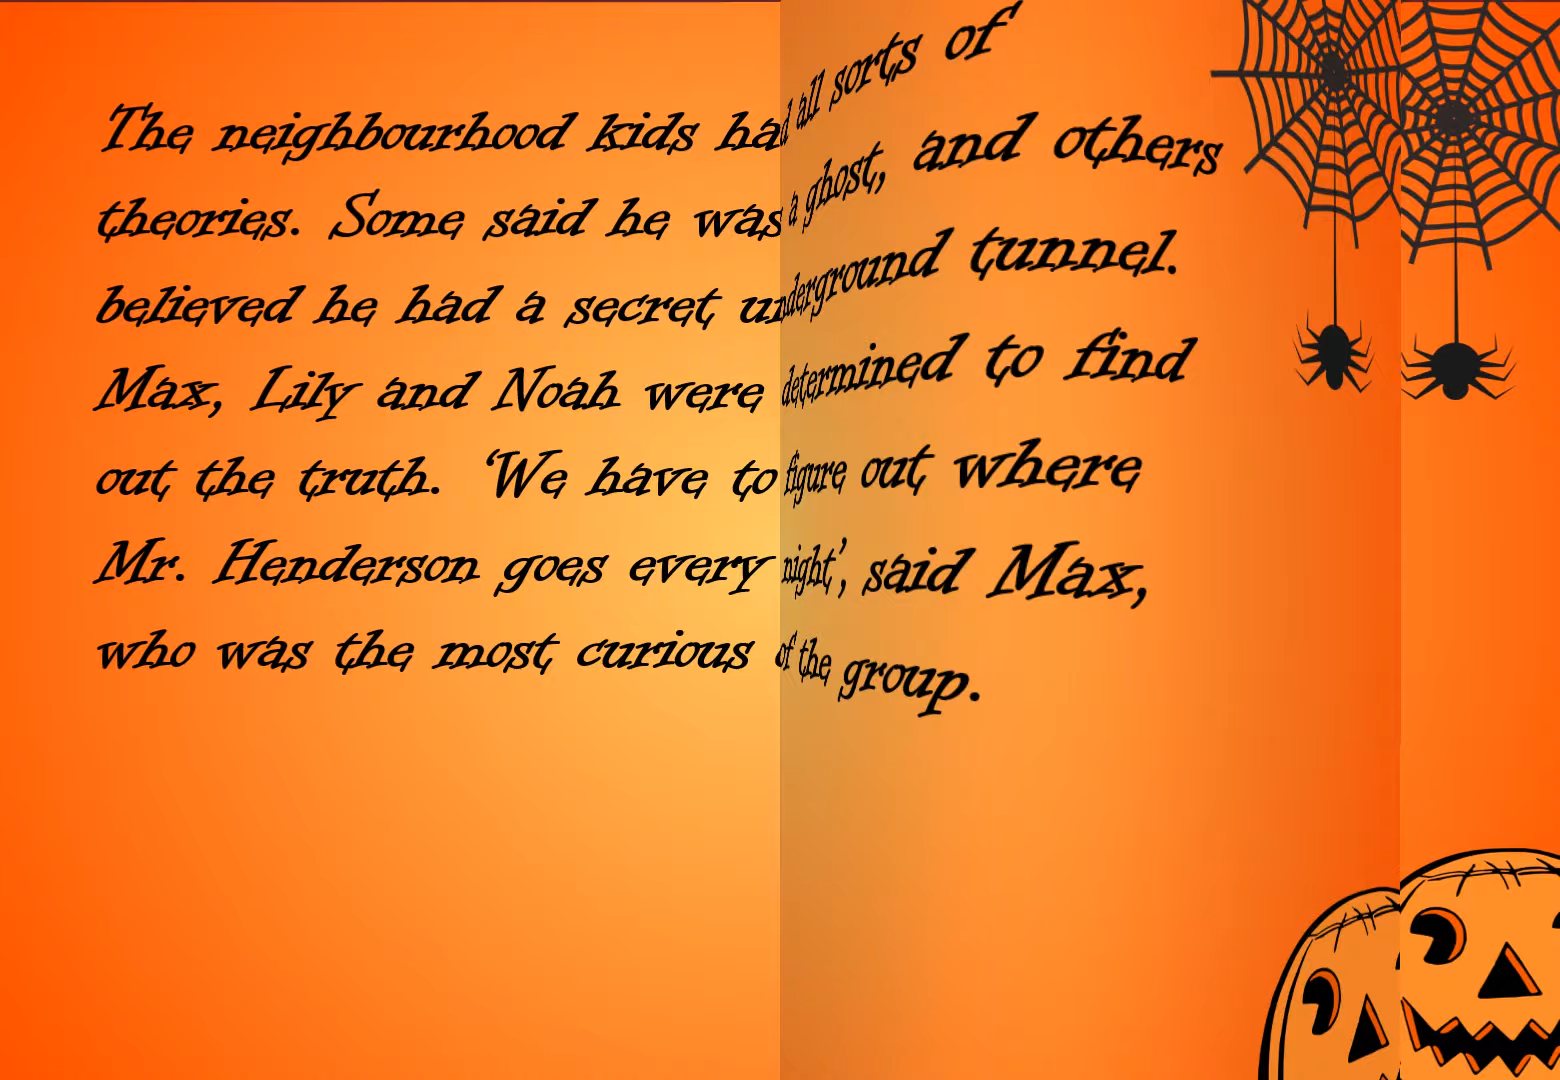 The neighbourhood kids had all sorts of
theories. Some said he was a ghost, and others
believed he had a secret underground tunnel.
Max, Lily and Noah were determined to find
out the truth. ‘We have to figure out where
Mr. Henderson goes every night’, said Max,
who was the most curious of the group.